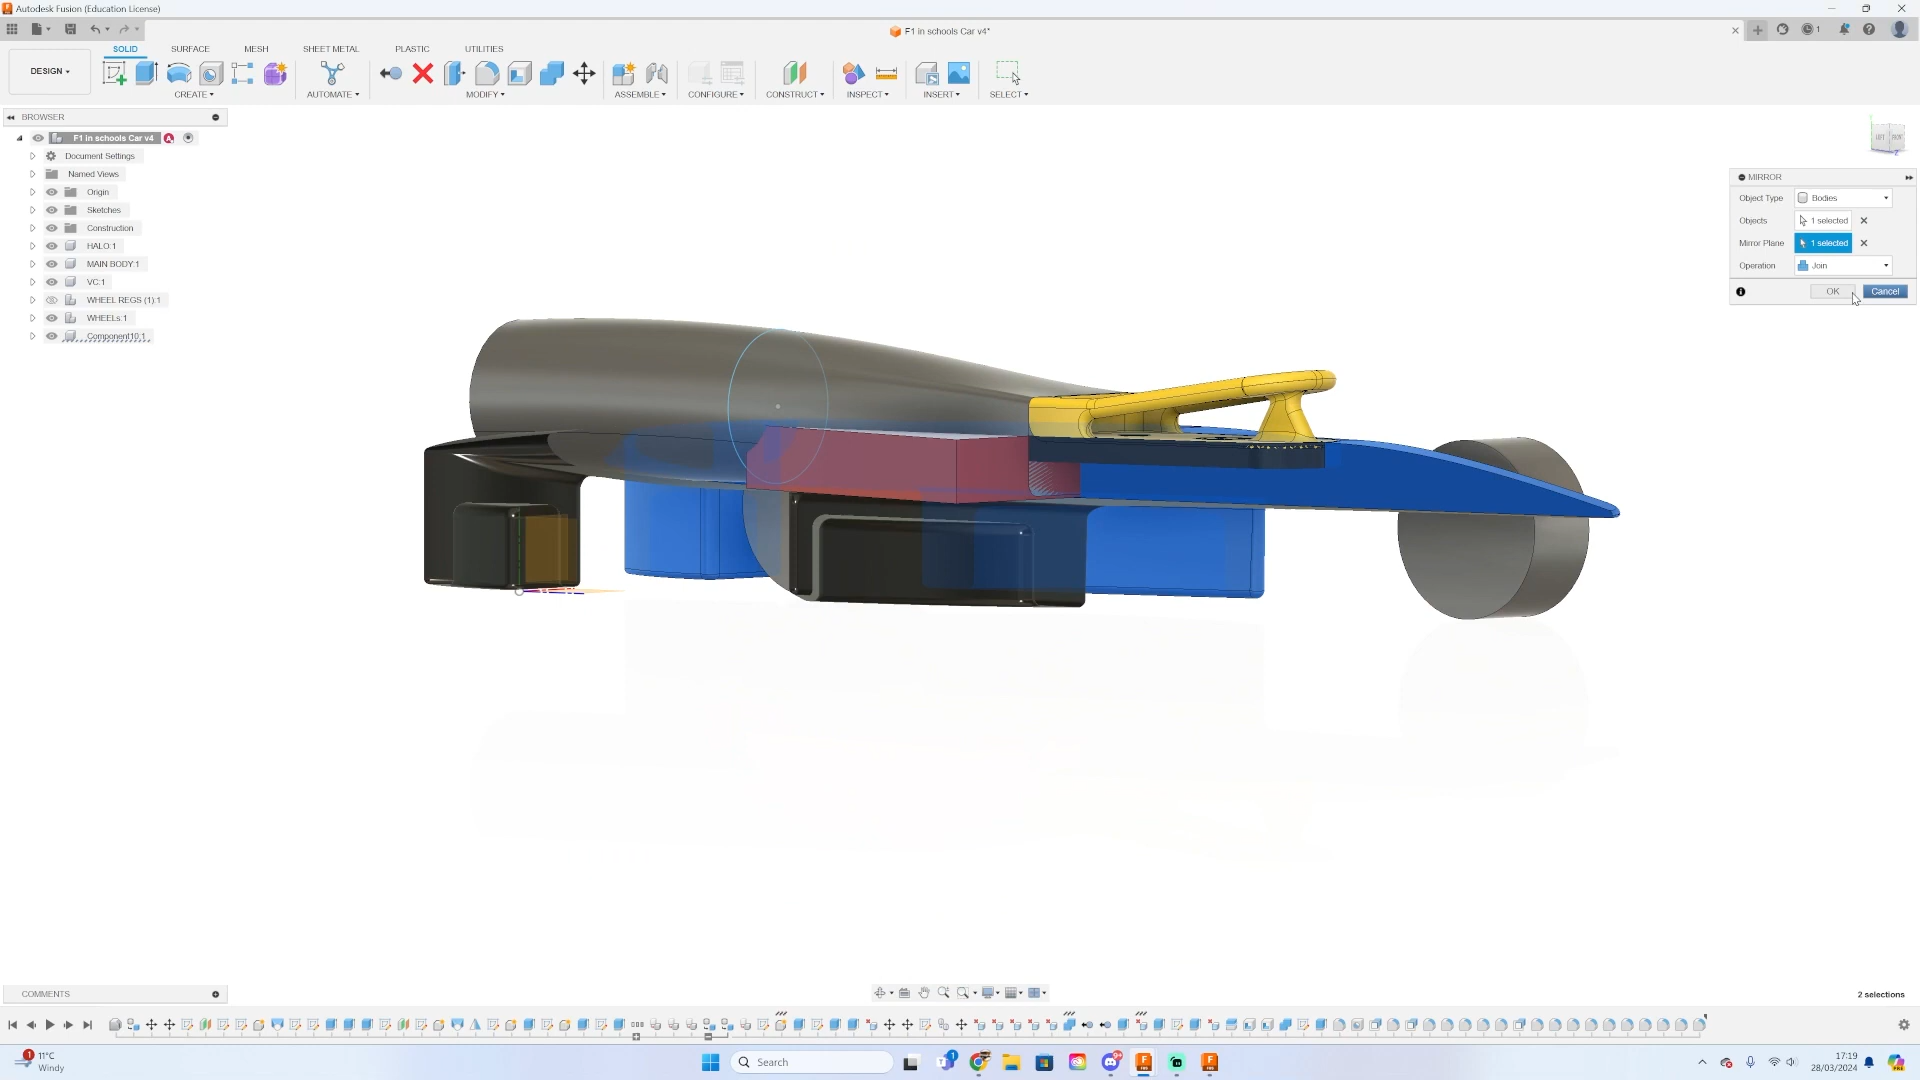 Autodesk Fusion (Education License)
F1 in schools Car v4*
1
DESIGN
SOLID
SURFACE
MESH
SHEET METAL
PLASTIC
UTILITIES
CREATE
AUTOMATE
MODIFY
ASSEMBLE
CONFIGURE
CONSTRUCT
INSPECT
INSERT
SELECT
BROWSER
F1 in schools Car v4
A
Document Settings
Named Views
Origin
Sketches
Construction
HALO:1
MAIN BODY:1
VC:1
WHEEL REGS (1):1
WHEELs:1
Component10:1
LEFT
FRONT
Z
MIRROR
Object Type
Bodies
Objects
1 selected
Mirror Plane
1 selected
Operation
Join
OK
Cancel
COMMENTS
2 selections
1
11°C
Windy
Search
17:19
28/03/2024